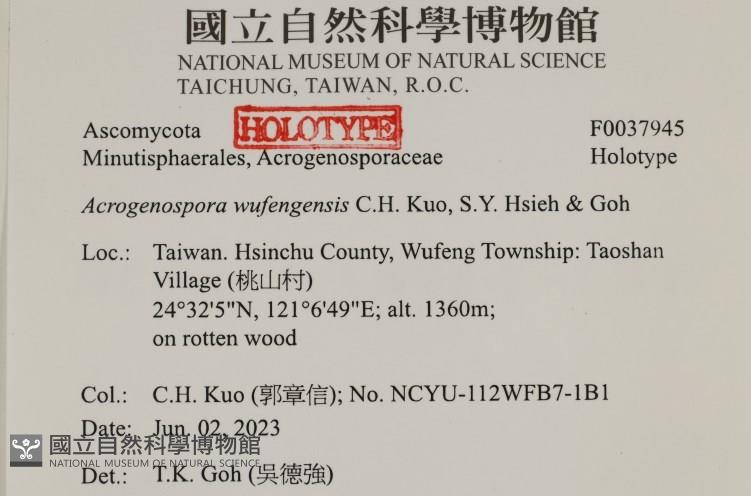 國立自然科學博物館
NATIONAL MUSEUM OF NATURAL SCIENCE
TAICHUNG, TAIWAN, R.O.C.
Ascomycota HOLOTYPE F0037945
Minutisphaerales, Acrogenosporaceae Holotype
Acrogenospora wufengensis C.H. Kuo, S.Y. Hsieh & Goh
Loc.: Taiwan. Hsinchu County, Wufeng Township: Taoshan
Village (桃山村)
24°32'5"N, 121°6'49"E; alt. 1360m;
on rotten wood
Col.: C.H. Kuo (郭章信); No. NCYU-112WFB7-1B1
Date: Jun. 02, 2023
國立自然科學博物館
NATIONAL MUSEUM OF NATURAL SCIENCE
Det.: T.K. Goh (吳德強)